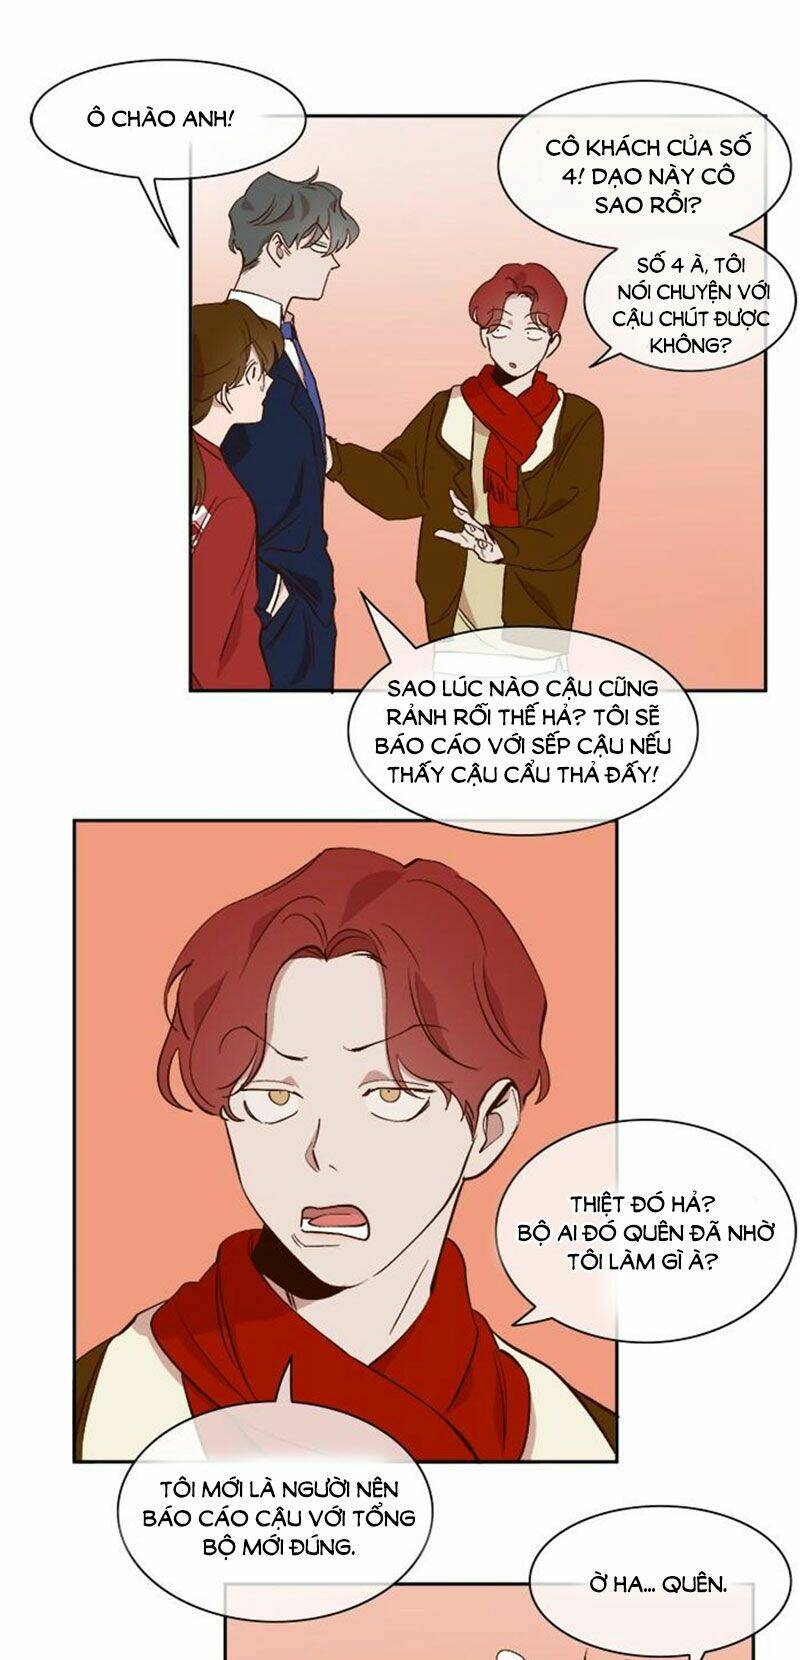 Ô CHÀO ANH!
CÔ KHÁCH CỦA SỐ
4! DẠO NÀY CÔ
SAO RỒI?
SỐ 4 À, TÔI
NÓI CHUYỆN VỚI
CẬU CHÚT ĐƯỢC
KHÔNG?
SAO LÚC NÀO CẬU CŨNG
RẢNH RỖI THẾ HẢ? TÔI SẼ
BÁO CÁO VỚI SẾP CẬU NẾU
THẤY CẬU CẨU THẢ ĐẤY!
THIỆT ĐÓ HẢ?
BỘ AI ĐÓ QUÊN ĐÃ NHỜ
TÔI LÀM GÌ À?
TÔI MỚI LÀ NGƯỜI NÊN
BÁO CÁO CẬU VỚI TỔNG
BỘ MỚI ĐÚNG.
Ờ HA... QUÊN.